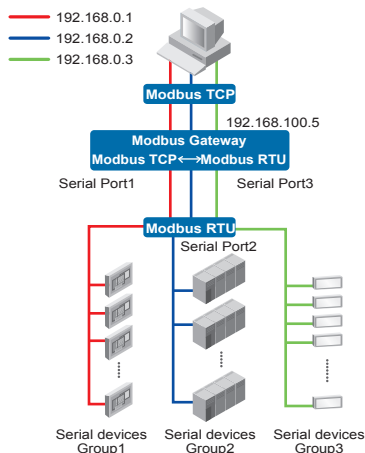 192.168.0.1
192.168.0.2
192.168.0.3
Modbus TCP
192.168.100.5
Modbus Gateway
Modbus TCP ↔ Modbus RTU
Serial Port1
Serial Port3
Modbus RTU
Serial Port2
Serial devices Group1
Serial devices Group2
Serial devices Group3